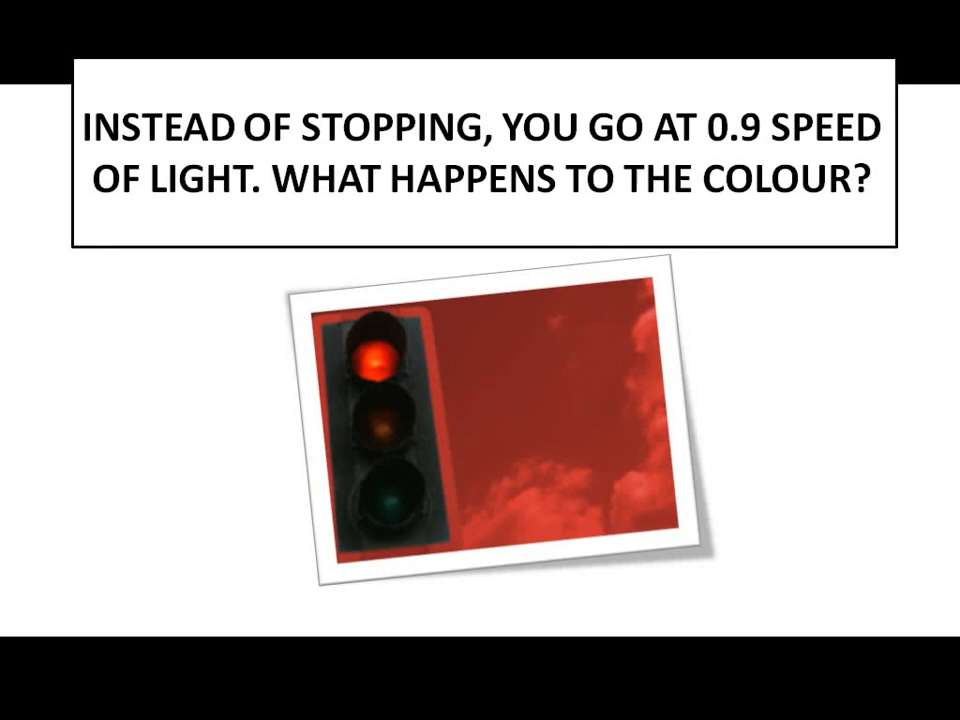 INSTEAD OF STOPPING, YOU GO AT 0.9 SPEED
OF LIGHT. WHAT HAPPENS TO THE COLOUR?